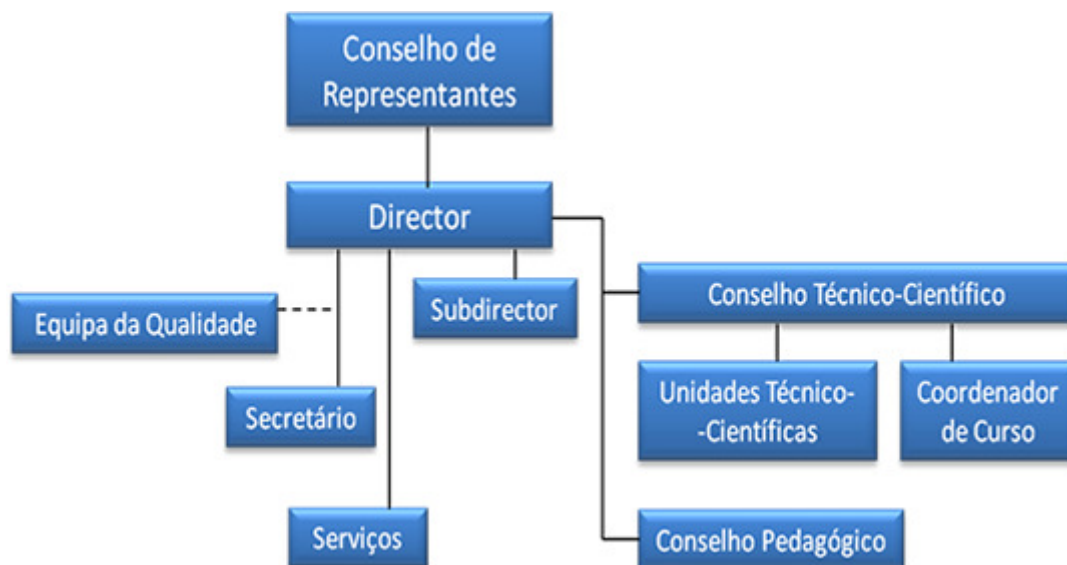 Conselho de
Representantes
Director
Subdirector
Conselho Técnico-Científico
Equipa da Qualidade
Unidades Técnico-
-Científicas
Coordenador
de Curso
Secretário
Serviços
Conselho Pedagógico